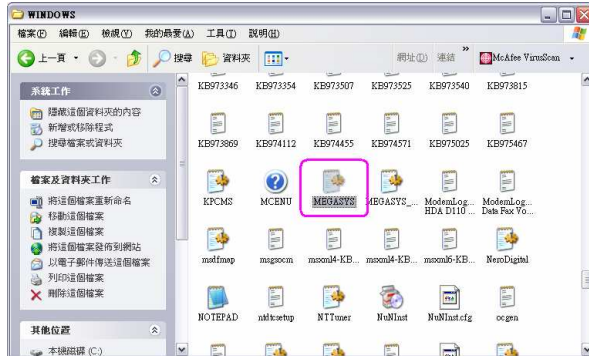 WINDOWS
檔案(F) 編輯(E) 檢視(V) 我的最愛(A) 工具(T) 說明(H)
上一頁 搜尋 資料夾 網址(D) 連結 » McAfee VirusScan
系統工作
隱藏這個資料夾的內容
新增或移除程式
搜尋檔案或資料夾
檔案及資料夾工作
將這個檔案重新命名
移動這個檔案
複製這個檔案
將這個檔案發佈到網站
以電子郵件傳送這個檔案
列印這個檔案
刪除這個檔案
其他位置
本機磁碟 (C:)
KB973346 KB973354 KB973507 KB973525 KB973540 KB973815
KB973869 KB974112 KB974455 KB974571 KB975025 KB975467
KPCMS MCENU MEGASYS MEGASYS_... ModemLog... ModemLog...
HDA D110 ... Data Fax Vo...
msdfmap msgsocm msxml4-KB... msxml4-KB... msxml6-KB... NeroDigital
NOTEPAD ntdtcsetup NTTuner NuNInst NuNInst.cfg ocgen